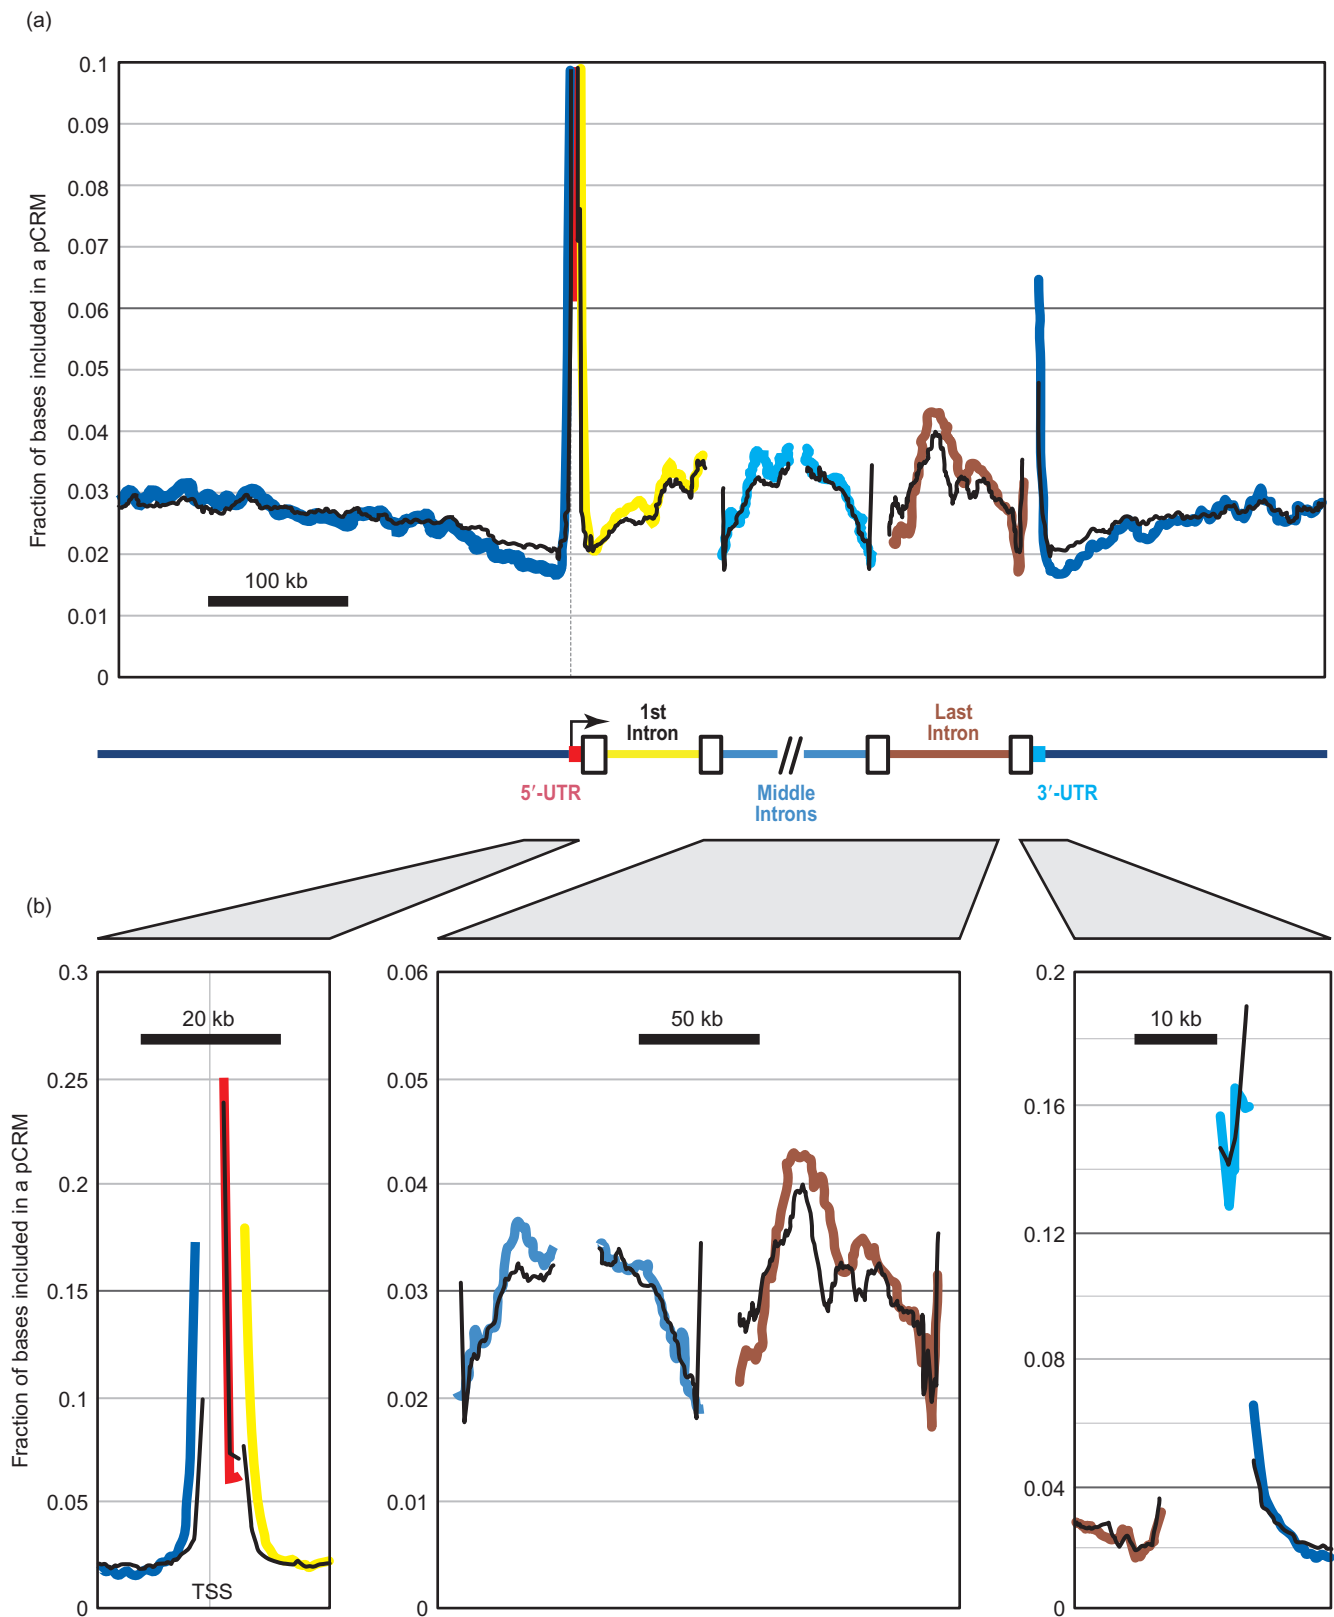 (a)
Fraction of bases included in a pCRM
0.1
0.09
0.08
0.07
0.06
0.05
0.04
0.03
0.02
0.01
0
100 kb
1st
Intron
Last
Intron
5′-UTR
Middle
Introns
3′-UTR
(b)
Fraction of bases included in a pCRM
0.3
0.25
0.2
0.15
0.1
0.05
0
20 kb
TSS
0.06
0.05
0.04
0.03
0.02
0.01
0
50 kb
0.2
0.16
0.12
0.08
0.04
0
10 kb